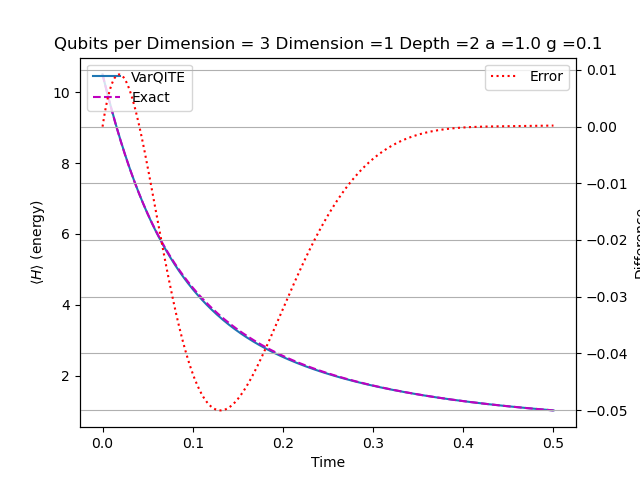 Qubits per Dimension = 3 Dimension =1 Depth =2 a =1.0 g =0.1
VarQITE
Exact
Error
10
8
6
4
2
⟨H⟩ (energy)
0.01
0.00
−0.01
−0.02
−0.03
−0.04
−0.05
Difference
0.0 0.1 0.2 0.3 0.4 0.5
Time